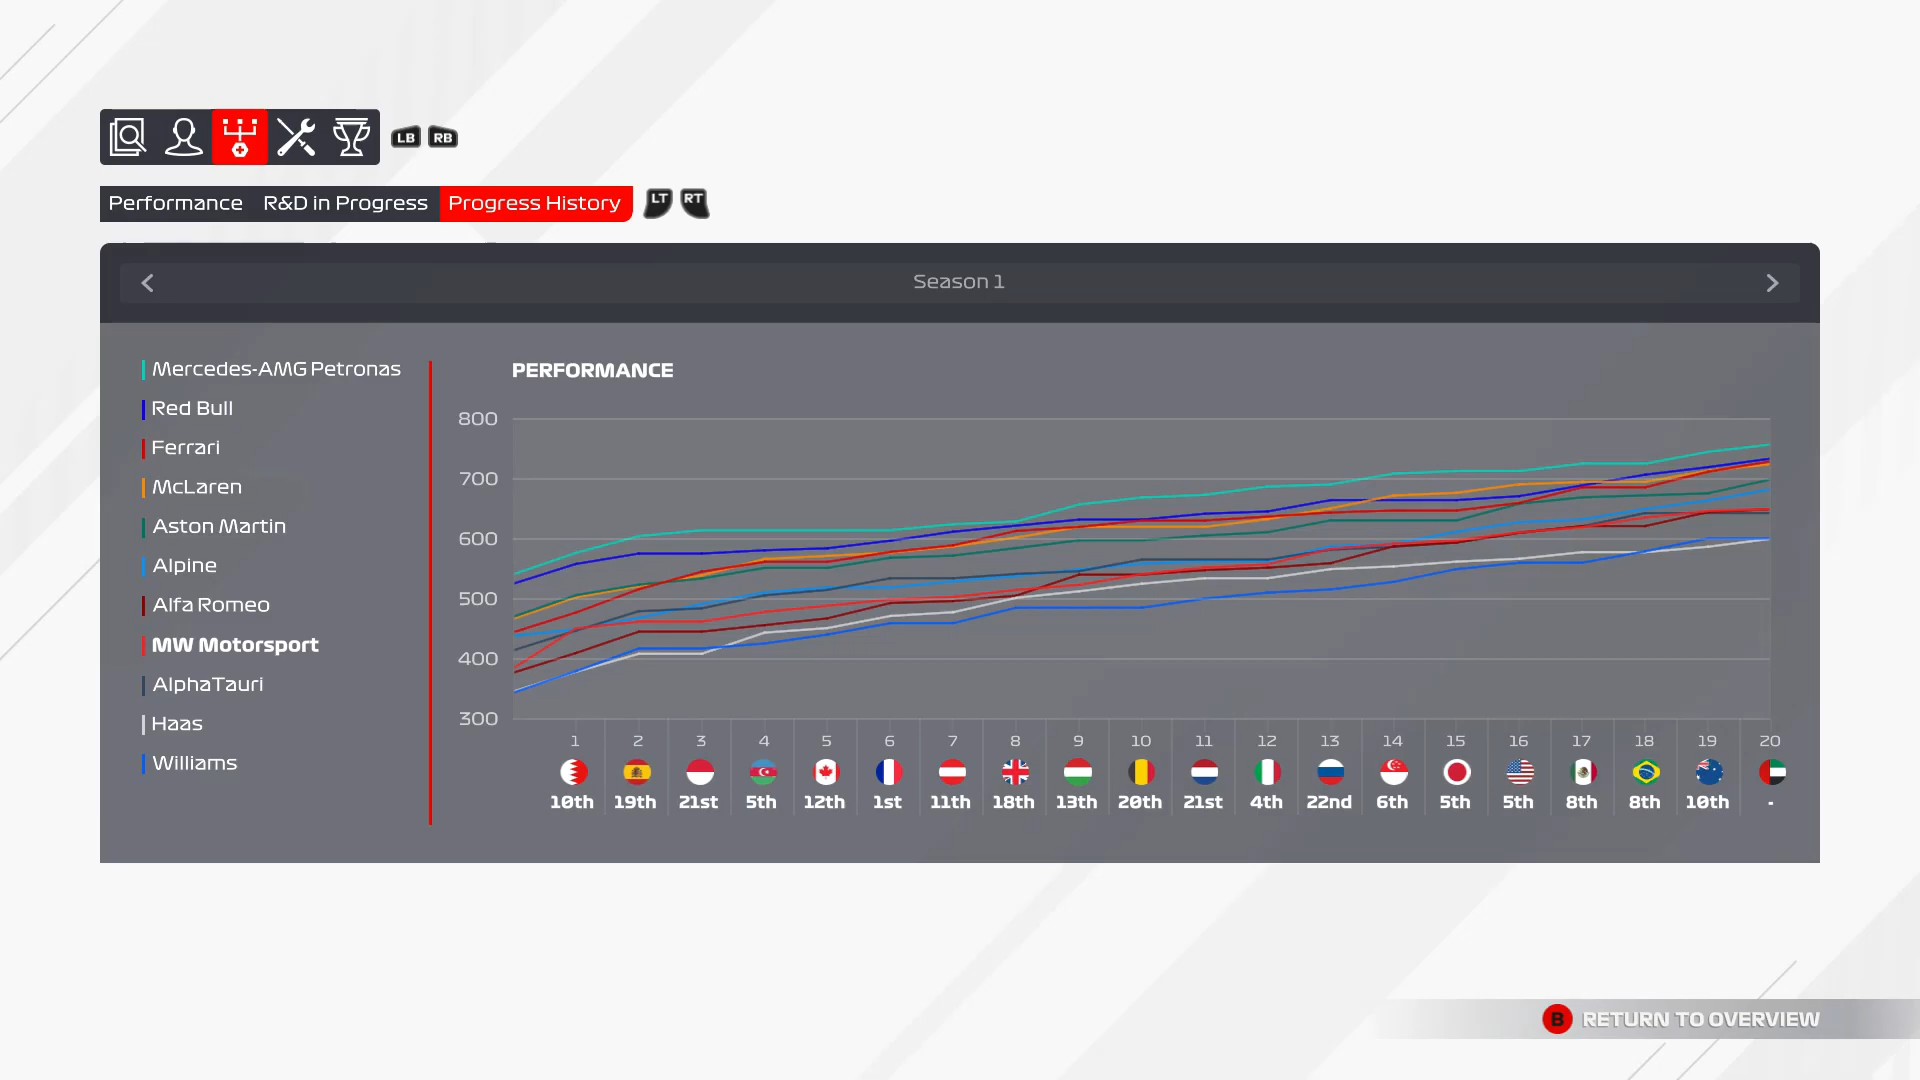 LB RB
Performance R&D in Progress Progress History LT RT
Season 1
Mercedes-AMG Petronas
Red Bull
Ferrari
McLaren
Aston Martin
Alpine
Alfa Romeo
MW Motorsport
AlphaTauri
Haas
Williams
PERFORMANCE
800
700
600
500
400
300
1 2 3 4 5 6 7 8 9 10 11 12 13 14 15 16 17 18 19 20
10th 19th 21st 5th 12th 1st 11th 18th 13th 20th 21st 4th 22nd 6th 5th 5th 8th 8th 10th -
B RETURN TO OVERVIEW